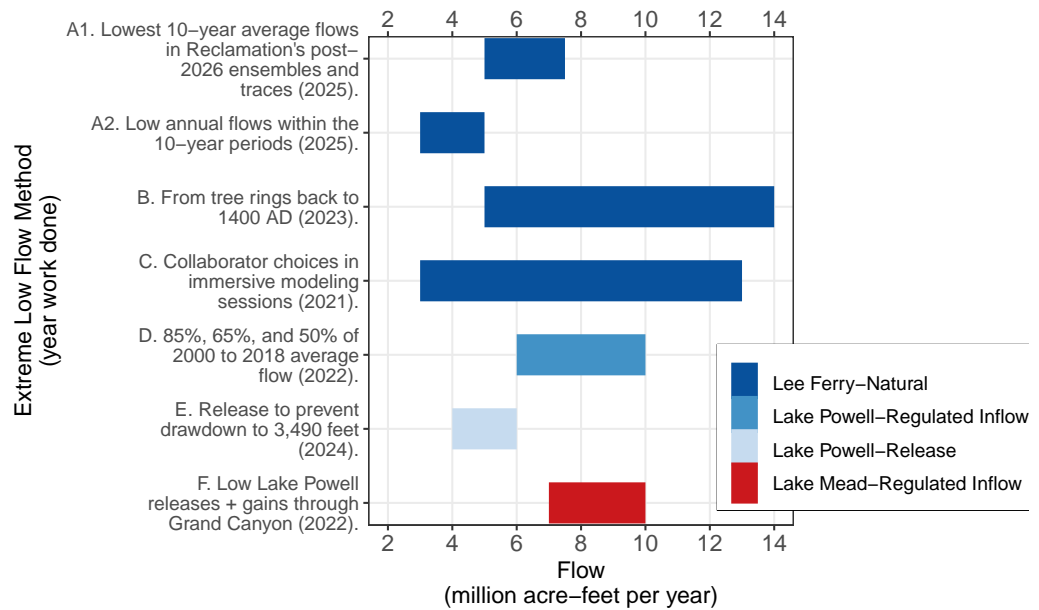 2 4 6 8 10 12 14
A1. Lowest 10−year average flows
in Reclamation's post−
2026 ensembles and
traces (2025).
A2. Low annual flows within the
10−year periods (2025).
B. From tree rings back to
1400 AD (2023).
C. Collaborator choices in
immersive modeling
sessions (2021).
D. 85%, 65%, and 50% of
2000 to 2018 average
flow (2022).
E. Release to prevent
drawdown to 3,490 feet
(2024).
F. Low Lake Powell
releases + gains through
Grand Canyon (2022).
Extreme Low Flow Method
(year work done)
Lee Ferry−Natural
Lake Powell−Regulated Inflow
Lake Powell−Release
Lake Mead−Regulated Inflow
2 4 6 8 10 12 14
Flow
(million acre−feet per year)